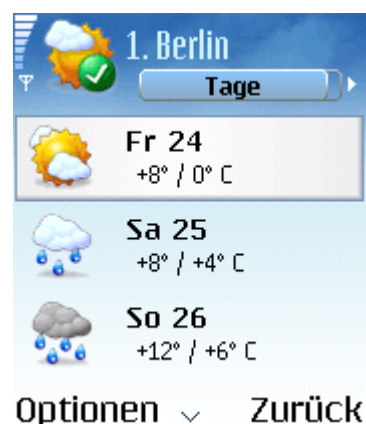 1. Berlin
Tage
Fr 24
+8° / 0° C
Sa 25
+8° / +4° C
So 26
+12° / +6° C
Optionen Zurück